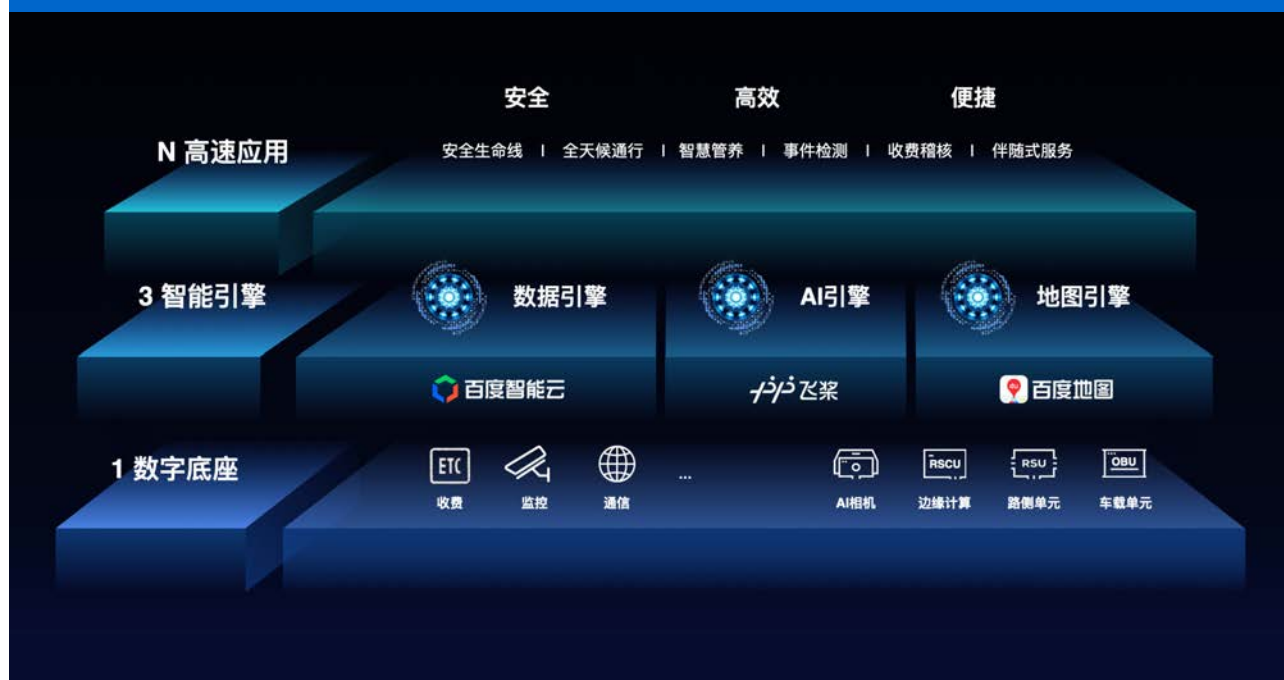 安全 高效 便捷
N 高速应用
安全生命线 | 全天候通行 | 智慧管养 | 事件检测 | 收费稽核 | 伴随式服务
3 智能引擎
数据引擎 AI引擎 地图引擎
百度智能云 飞桨 百度地图
1 数字底座
ETC RSCU RSU OBU
...
收费 监控 通信 AI相机 边缘计算 路侧单元 车载单元